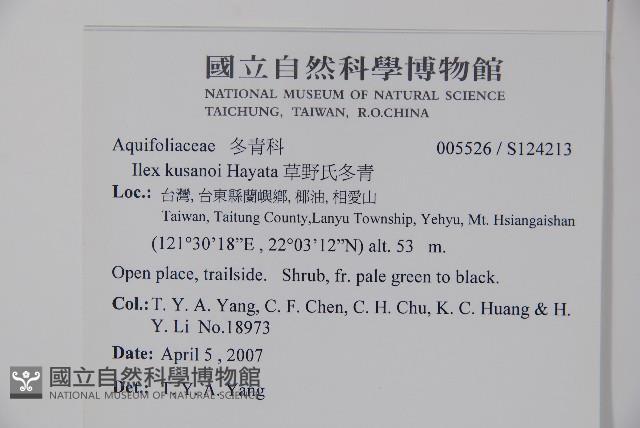 國立自然科學博物館
NATIONAL MUSEUM OF NATURAL SCIENCE
TAICHUNG, TAIWAN, R.O.CHINA
Aquifoliaceae 冬青科 005526 / S124213
Ilex kusanoi Hayata 草野氏冬青
Loc.: 台灣, 台東縣蘭嶼鄉, 椰油, 相愛山
Taiwan, Taitung County,Lanyu Township, Yehyu, Mt. Hsiangaishan
(121°30'18”E , 22°03'12”N) alt. 53 m.
Open place, trailside. Shrub, fr. pale green to black.
Col.: T. Y. A. Yang, C. F. Chen, C. H. Chu, K. C. Huang & H.
Y. Li No.18973
Date: April 5 , 2007
Det.: T. Y. A. Yang
國立自然科學博物館
NATIONAL MUSEUM OF NATURAL SCIENCE